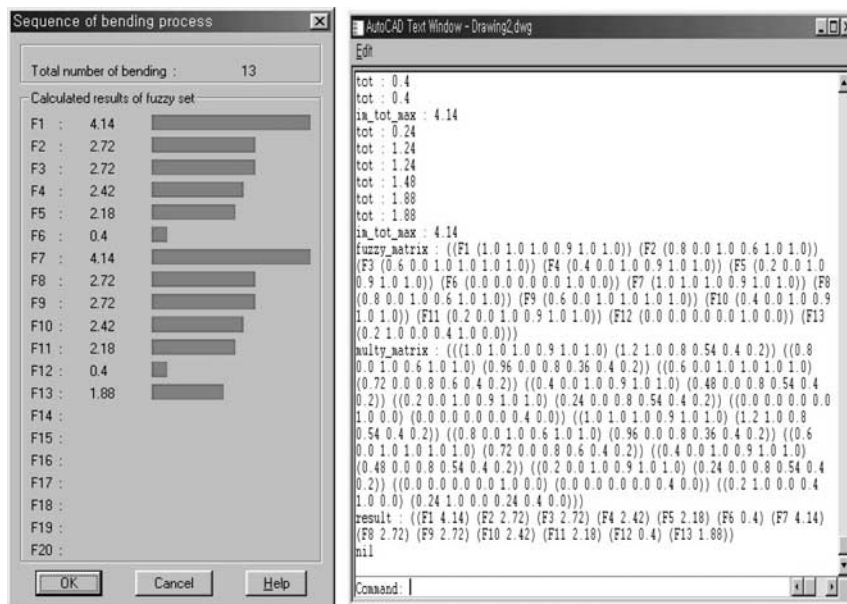 Sequence of bending process
Total number of bending : 13
Calculated results of fuzzy set
F1 : 4.14
F2 : 2.72
F3 : 2.72
F4 : 2.42
F5 : 2.18
F6 : 0.4
F7 : 4.14
F8 : 2.72
F9 : 2.72
F10 : 2.42
F11 : 2.18
F12 : 0.4
F13 : 1.88
F14 :
F15 :
F16 :
F17 :
F18 :
F19 :
F20 :
OK Cancel Help
AutoCAD Text Window - Drawing2.dwg
Edit
tot : 0.4
tot : 0.4
im_tot_max : 4.14
tot : 0.24
tot : 1.24
tot : 1.24
tot : 1.48
tot : 1.88
tot : 1.88
im_tot_max : 4.14
fuzzy_matrix : ((F1 (1.0 1.0 1.0 0.9 1.0 1.0)) (F2 (0.8 0.0 1.0 0.6 1.0 1.0))
(F3 (0.6 0.0 1.0 1.0 1.0 1.0)) (F4 (0.4 0.0 1.0 0.9 1.0 1.0)) (F5 (0.2 0.0 1.0
0.9 1.0 1.0)) (F6 (0.0 0.0 0.0 0.0 1.0 0.0)) (F7 (1.0 1.0 1.0 0.9 1.0 1.0)) (F8
(0.8 0.0 1.0 0.6 1.0 1.0)) (F9 (0.6 0.0 1.0 1.0 1.0 1.0)) (F10 (0.4 0.0 1.0 0.9
1.0 1.0)) (F11 (0.2 0.0 1.0 0.9 1.0 1.0)) (F12 (0.0 0.0 0.0 0.0 1.0 0.0)) (F13
(0.2 1.0 0.0 0.4 1.0 0.0)))
multy_matrix : (((1.0 1.0 1.0 0.9 1.0 1.0) (1.2 1.0 0.8 0.54 0.4 0.2)) ((0.8
0.0 1.0 0.6 1.0 1.0) (0.96 0.0 0.8 0.36 0.4 0.2)) ((0.6 0.0 1.0 1.0 1.0 1.0)
(0.72 0.0 0.8 0.6 0.4 0.2)) ((0.4 0.0 1.0 0.9 1.0 1.0) (0.48 0.0 0.8 0.54 0.4
0.2)) ((0.2 0.0 1.0 0.9 1.0 1.0) (0.24 0.0 0.8 0.54 0.4 0.2)) ((0.0 0.0 0.0 0.0
1.0 0.0) (0.0 0.0 0.0 0.0 0.4 0.0)) ((1.0 1.0 1.0 0.9 1.0 1.0) (1.2 1.0 0.8
0.54 0.4 0.2)) ((0.8 0.0 1.0 0.6 1.0 1.0) (0.96 0.0 0.8 0.36 0.4 0.2)) ((0.6
0.0 1.0 1.0 1.0 1.0) (0.72 0.0 0.8 0.6 0.4 0.2)) ((0.4 0.0 1.0 0.9 1.0 1.0)
(0.48 0.0 0.8 0.54 0.4 0.2)) ((0.2 0.0 1.0 0.9 1.0 1.0) (0.24 0.0 0.8 0.54 0.4
0.2)) ((0.0 0.0 0.0 0.0 1.0 0.0) (0.0 0.0 0.0 0.0 0.4 0.0)) ((0.2 1.0 0.0 0.4
1.0 0.0) (0.24 1.0 0.0 0.24 0.4 0.0)))
result : ((F1 4.14) (F2 2.72) (F3 2.72) (F4 2.42) (F5 2.18) (F6 0.4) (F7 4.14)
(F8 2.72) (F9 2.72) (F10 2.42) (F11 2.18) (F12 0.4) (F13 1.88))
nil
Command: